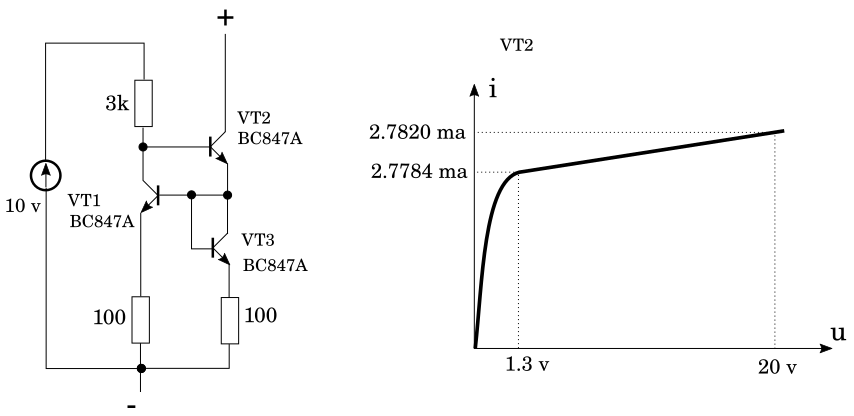 +
3k
VT2
BC847A
10 v
VT1
BC847A
VT3
BC847A
100
100
-
VT2
i
2.7820 ma
2.7784 ma
u
1.3 v
20 v